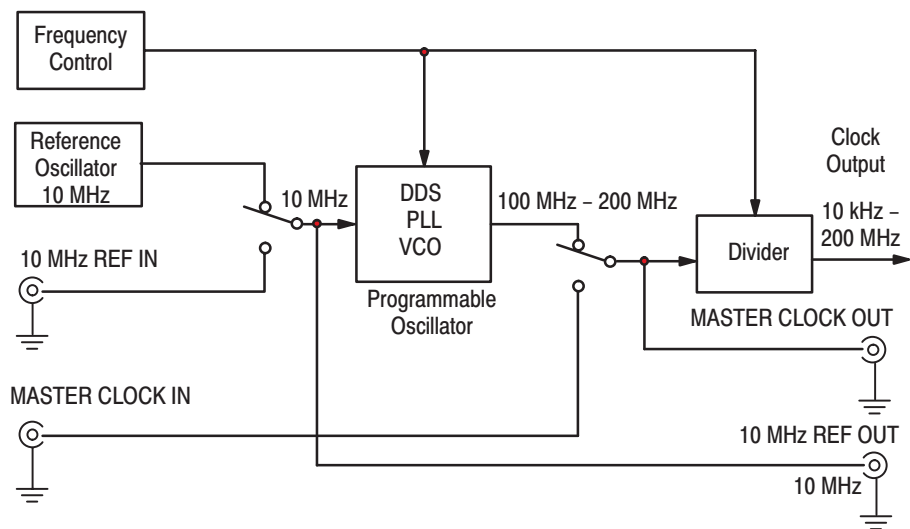 Frequency
Control
Reference
Oscillator
10 MHz
10 MHz
DDS
PLL
VCO
Programmable
Oscillator
100 MHz – 200 MHz
Divider
Clock
Output
10 kHz –
200 MHz
10 MHz REF IN
MASTER CLOCK OUT
MASTER CLOCK IN
10 MHz REF OUT
10 MHz